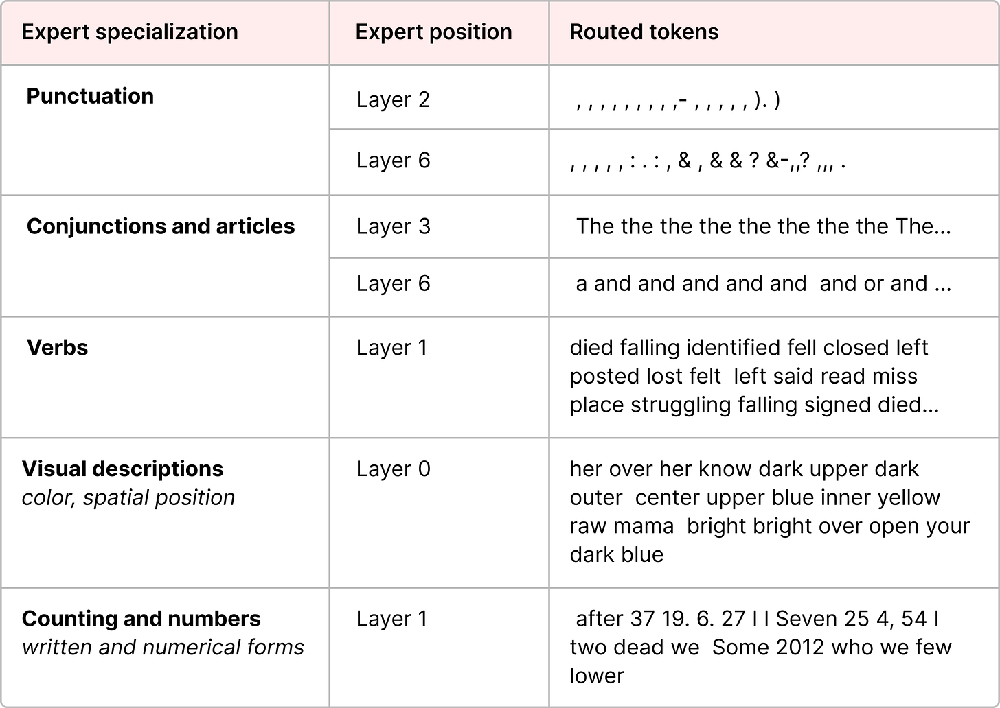 Expert specialization
Expert position
Routed tokens
Punctuation
Layer 2
, , , , , , , , ,- , , , , , ). )
Layer 6
, , , , , : . : , & , & & ? &-,,? ,,, .
Conjunctions and articles
Layer 3
The the the the the the the the The...
Layer 6
a and and and and and  and or and ...
Verbs
Layer 1
died falling identified fell closed left
posted lost felt  left said read miss
place struggling falling signed died...
Visual descriptions
color, spatial position
Layer 0
her over her know dark upper dark
outer  center upper blue inner yellow
raw mama  bright bright over open your
dark blue
Counting and numbers
written and numerical forms
Layer 1
after 37 19. 6. 27 I I Seven 25 4, 54 I
two dead we  Some 2012 who we few
lower